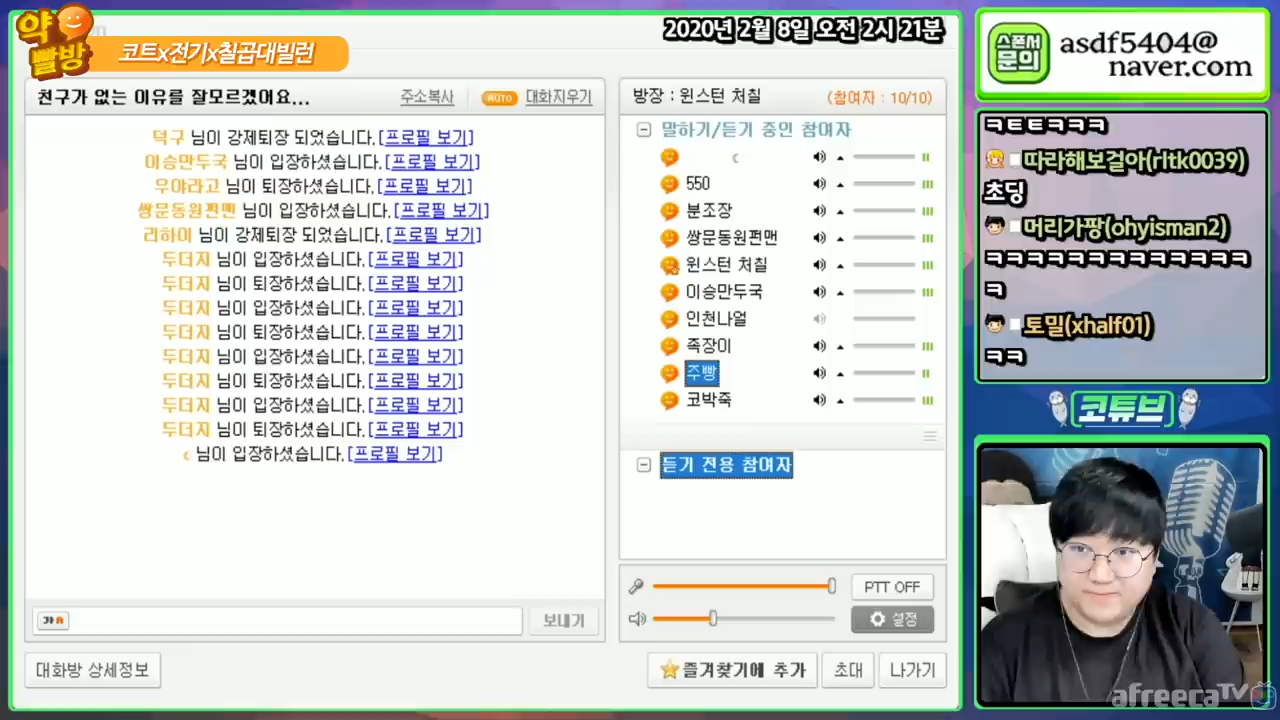 약빨방
코트x전기x칠곱대빌런
2020년 2월 8일 오전 2시 21분
친구가 없는 이유를 잘모르겠어요...
주소복사
AUTO 대화지우기
덕구 님이 강제퇴장 되었습니다.[프로필 보기]
이승만두국 님이 입장하셨습니다.[프로필 보기]
우야라고 님이 퇴장하셨습니다.[프로필 보기]
쌍문동원펀맨 님이 입장하셨습니다.[프로필 보기]
리하이 님이 강제퇴장 되었습니다.[프로필 보기]
두더지 님이 입장하셨습니다.[프로필 보기]
두더지 님이 퇴장하셨습니다.[프로필 보기]
두더지 님이 입장하셨습니다.[프로필 보기]
두더지 님이 퇴장하셨습니다.[프로필 보기]
두더지 님이 입장하셨습니다.[프로필 보기]
두더지 님이 퇴장하셨습니다.[프로필 보기]
두더지 님이 입장하셨습니다.[프로필 보기]
두더지 님이 퇴장하셨습니다.[프로필 보기]
☾ 님이 입장하셨습니다.[프로필 보기]
가가
보내기
대화방 상세정보
방장 : 윈스턴 처칠
(참여자 : 10/10)
말하기/듣기 중인 참여자
☾
550
분조장
쌍문동원펀맨
윈스턴 처칠
이승만두국
인천나얼
족장이
주빵
코박죽
듣기 전용 참여자
PTT OFF
설정
즐겨찾기에 추가
초대
나가기
스폰서
문의
asdf5404@
naver.com
ㅋㅌㅌㅋㅋㅋ
따라해보걸아(rltk0039)
초딩
머리가팡(ohyisman2)
ㅋㅋㅋㅋㅋㅋㅋㅋㅋㅋㅋㅋㅋ
ㅋ
토밀(xhalf01)
ㅋㅋ
코튜브
afreecaTV